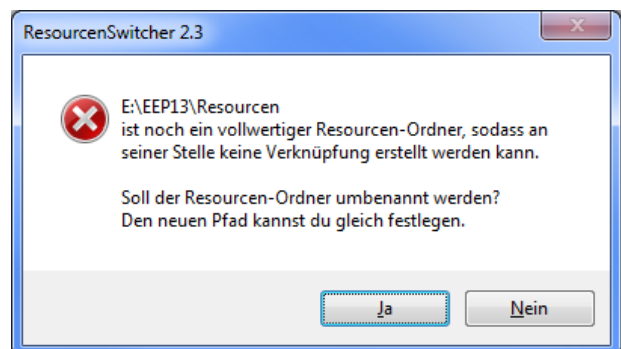 ResourcenSwitcher 2.3
E:\EEP13\Resourcen
ist noch ein vollwertiger Resourcen-Ordner, sodass an
seiner Stelle keine Verknüpfung erstellt werden kann.
Soll der Resourcen-Ordner umbenannt werden?
Den neuen Pfad kannst du gleich festlegen.
Ja
Nein